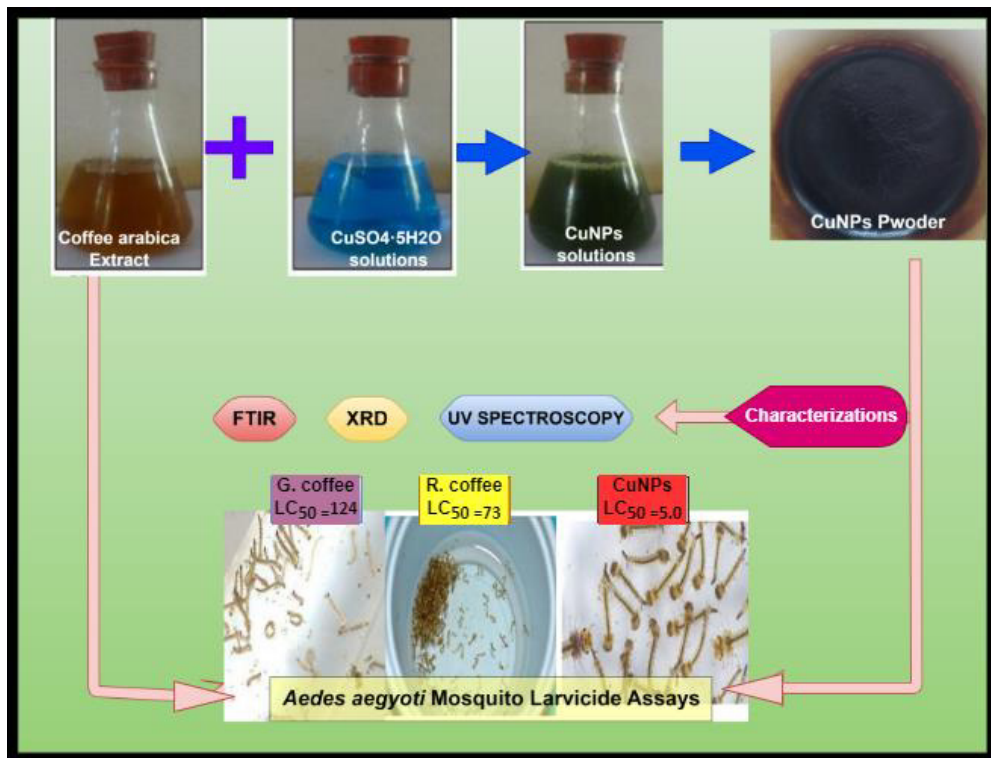 Coffee arabica
Extract
CuSO4·5H2O
solutions
CuNPs
solutions
CuNPs Pwoder
FTIR
XRD
UV SPECTROSCOPY
Characterizations
G. coffee
LC50 =124
R. coffee
LC50 =73
CuNPs
LC50 =5.0
Aedes aegyoti Mosquito Larvicide Assays